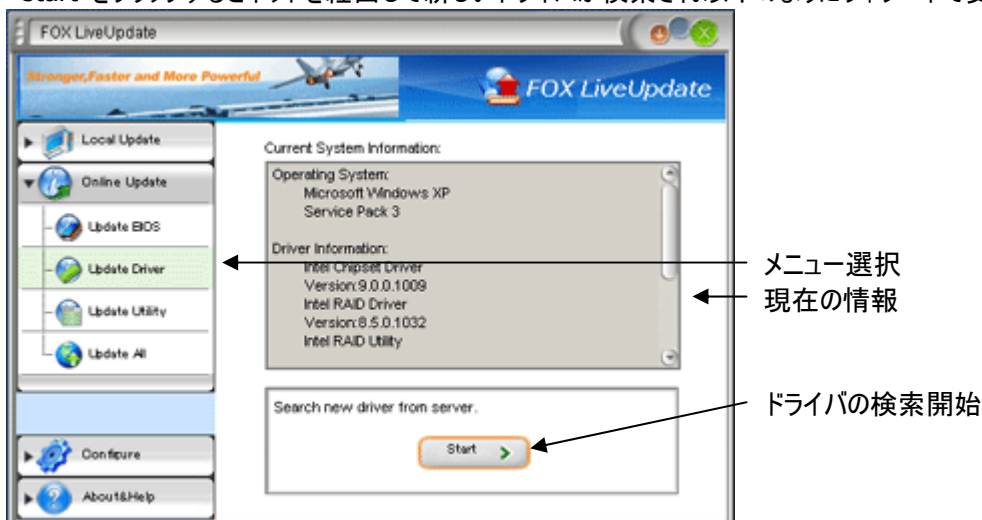 FOX LiveUpdate
Stronger,Faster and More Powerful
FOX LiveUpdate
Local Update
Online Update
Update BIOS
Update Driver
Update Utility
Update All
Configure
About&Help
Current System Information:
Operating System:
Microsoft Windows XP
Service Pack 3
Driver Information:
Intel Chipset Driver
Version:9.0.0.1009
Intel RAID Driver
Version:8.5.0.1032
Intel RAID Utility
Search new driver from server.
Start
メニュー選択
現在の情報
ドライバの検索開始